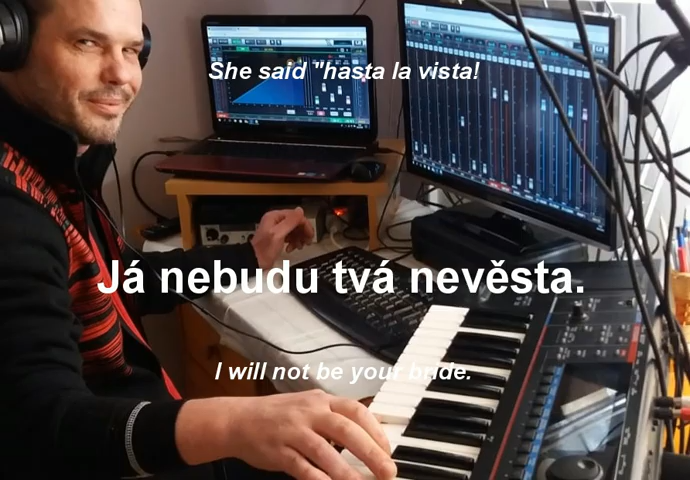 She said "hasta la vista!
Já nebudu tvá nevěsta.
I will not be your bride.